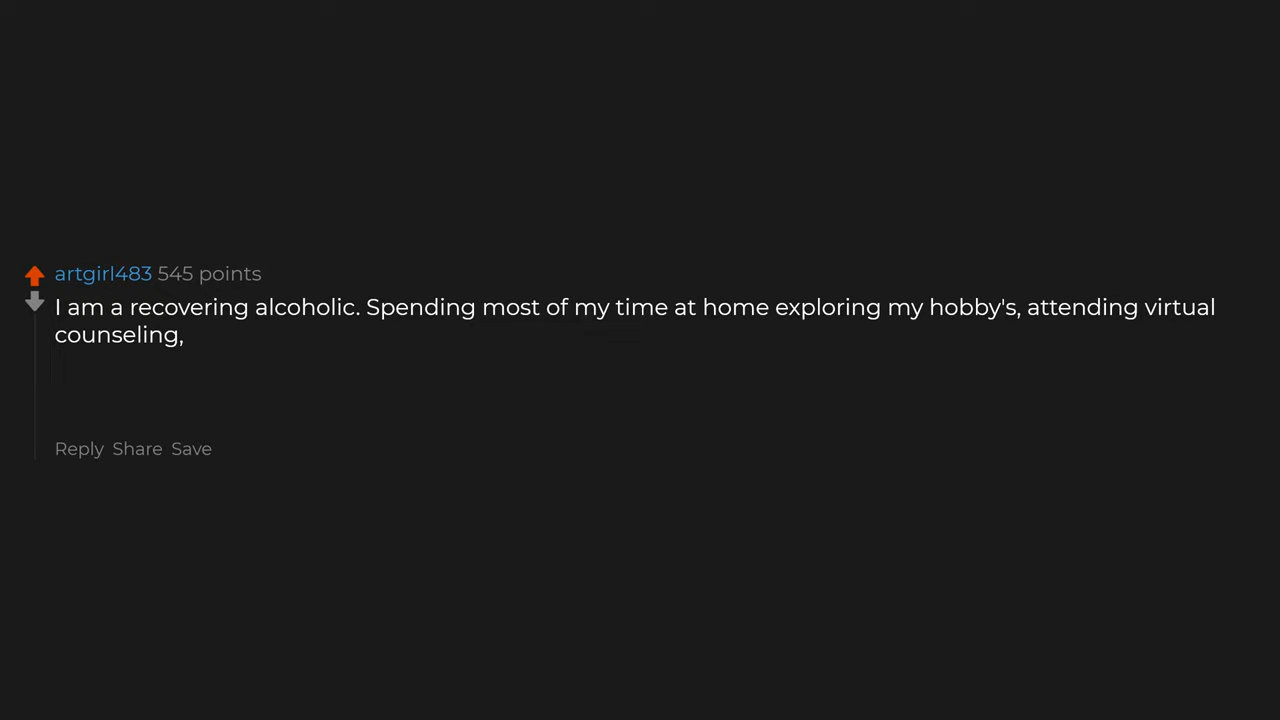 artgirl483 545 points
I am a recovering alcoholic. Spending most of my time at home exploring my hobby's, attending virtual
counseling,
Reply Share Save